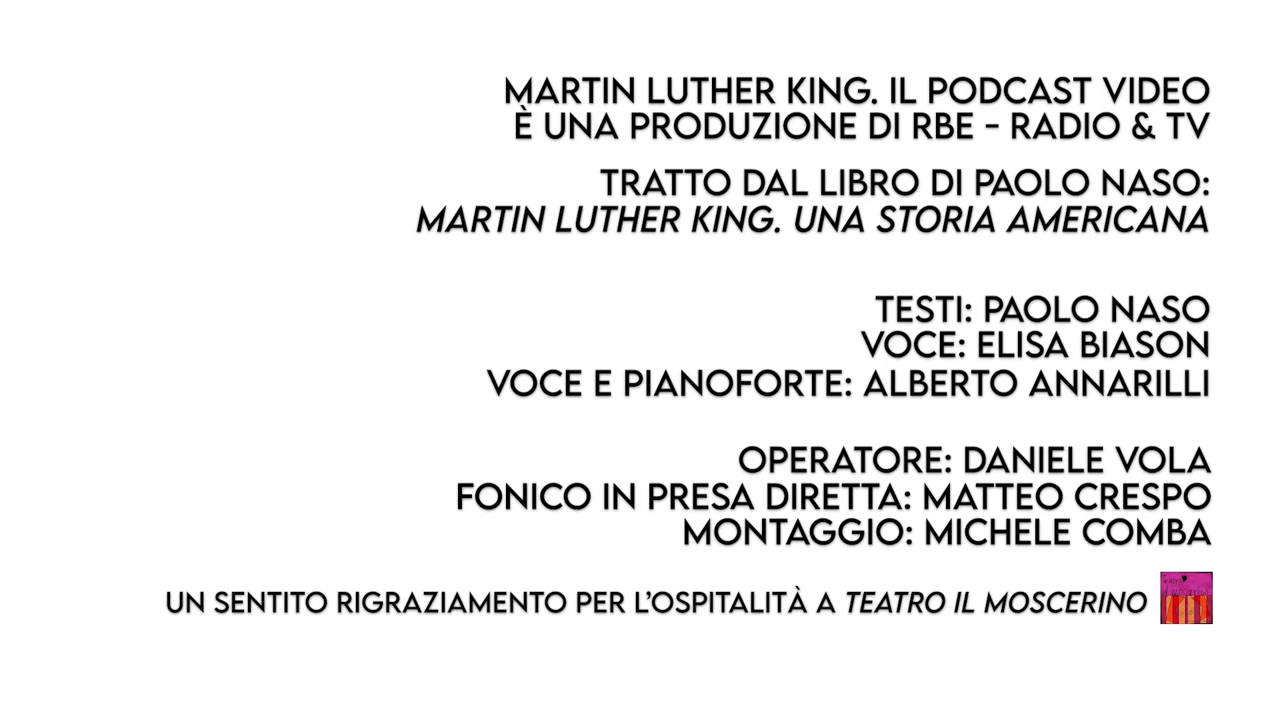 MARTIN LUTHER KING. IL PODCAST VIDEO
È UNA PRODUZIONE DI RBE - RADIO & TV
TRATTO DAL LIBRO DI PAOLO NASO:
MARTIN LUTHER KING. UNA STORIA AMERICANA
TESTI: PAOLO NASO
VOCE: ELISA BIASON
VOCE E PIANOFORTE: ALBERTO ANNARILLI
OPERATORE: DANIELE VOLA
FONICO IN PRESA DIRETTA: MATTEO CRESPO
MONTAGGIO: MICHELE COMBA
UN SENTITO RIGRAZIAMENTO PER L'OSPITALITÀ A TEATRO IL MOSCERINO